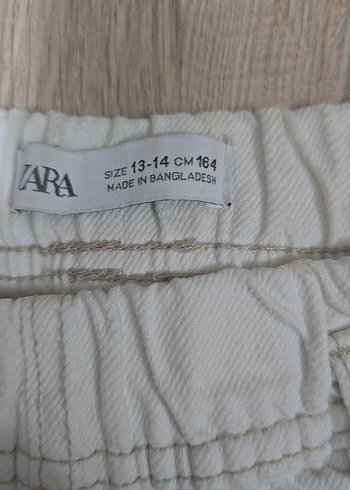 ZARA
SIZE 13-14 CM 164
MADE IN BANGLADESH